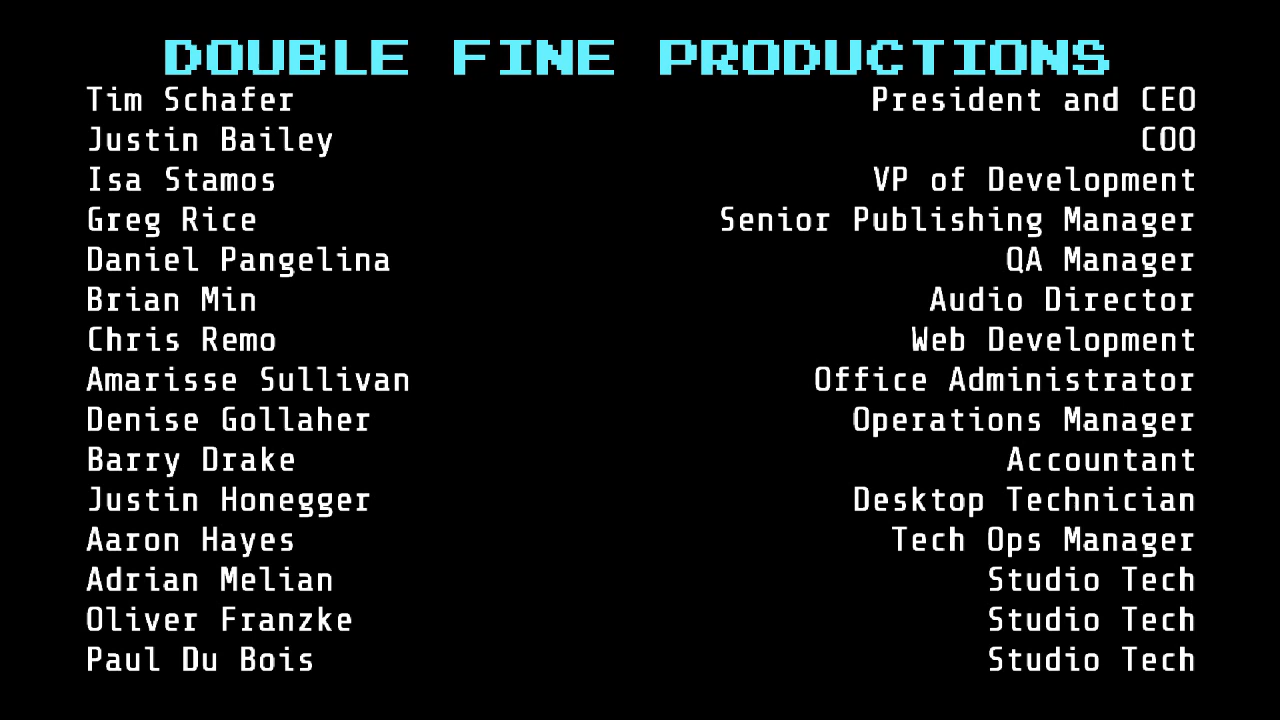 DOUBLE FINE PRODUCTIONS
Tim Schafer President and CEO
Justin Bailey COO
Isa Stamos VP of Development
Greg Rice Senior Publishing Manager
Daniel Pangelina QA Manager
Brian Min Audio Director
Chris Remo Web Development
Amarisse Sullivan Office Administrator
Denise Gollaher Operations Manager
Barry Drake Accountant
Justin Honegger Desktop Technician
Aaron Hayes Tech Ops Manager
Adrian Melian Studio Tech
Oliver Franzke Studio Tech
Paul Du Bois Studio Tech